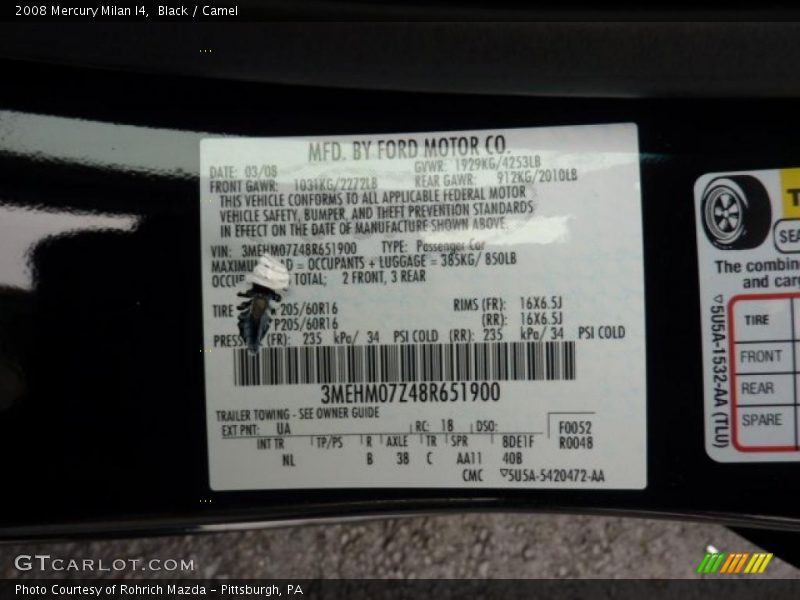 2008 Mercury Milan I4,  Black / Camel
MFD. BY FORD MOTOR CO.
DATE: 03/08
GVWR: 1929KG/4253LB
FRONT GAWR: 1031KG/2272LB REAR GAWR: 912KG/2010LB
THIS VEHICLE CONFORMS TO ALL APPLICABLE FEDERAL MOTOR
VEHICLE SAFETY, BUMPER, AND THEFT PREVENTION STANDARDS
IN EFFECT ON THE DATE OF MANUFACTURE SHOWN ABOVE.
VIN: 3MEHM07Z48R651900 TYPE: Passenger Car
MAXIMUM = OCCUPANTS + LUGGAGE = 385KG/ 850LB
TOTAL; 2 FRONT, 3 REAR
TIRE P205/60R16 RIMS (FR): 16X6.5J
P205/60R16 (RR): 16X6.5J
(FR): 235 kPa/ 34 PSI COLD (RR): 235 kPa/ 34 PSI COLD
3MEHM07Z48R651900
TRAILER TOWING - SEE OWNER GUIDE
EXT PNT: UA RC: 18 DSO: F0052
INT TR TP/PS R AXLE TR SPR 8DE1F R0048
NL B 38 C AA11 40B
CMC 5U5A-5420472-AA
SEA
The combin
and car
TIRE
FRONT
REAR
SPARE
5U5A-1532-AA (TLU)
GTCARLOT.COM
Photo Courtesy of Rohrich Mazda - Pittsburgh, PA